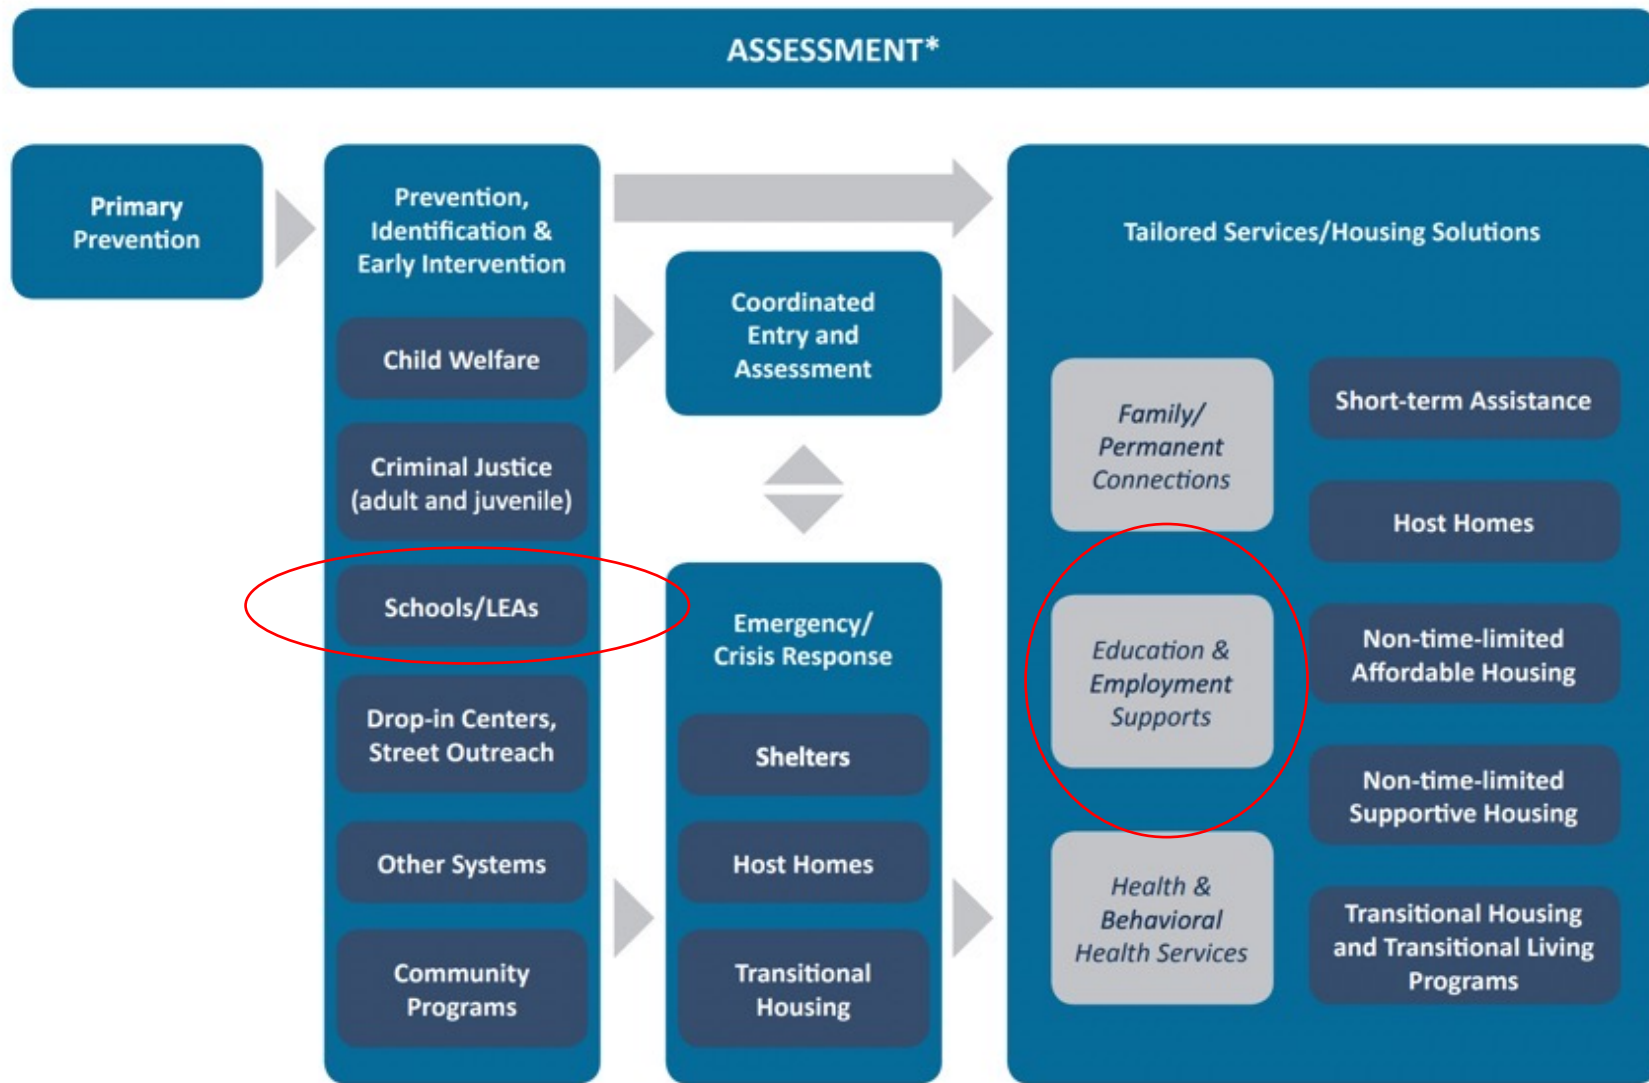 ASSESSMENT*
Primary
Prevention
Prevention,
Identification &
Early Intervention
Child Welfare
Criminal Justice
(adult and juvenile)
Schools/LEAs
Drop-in Centers,
Street Outreach
Other Systems
Community
Programs
Coordinated
Entry and
Assessment
Emergency/
Crisis Response
Shelters
Host Homes
Transitional
Housing
Tailored Services/Housing Solutions
Family/
Permanent
Connections
Education &
Employment
Supports
Health &
Behavioral
Health Services
Short-term Assistance
Host Homes
Non-time-limited
Affordable Housing
Non-time-limited
Supportive Housing
Transitional Housing
and Transitional Living
Programs